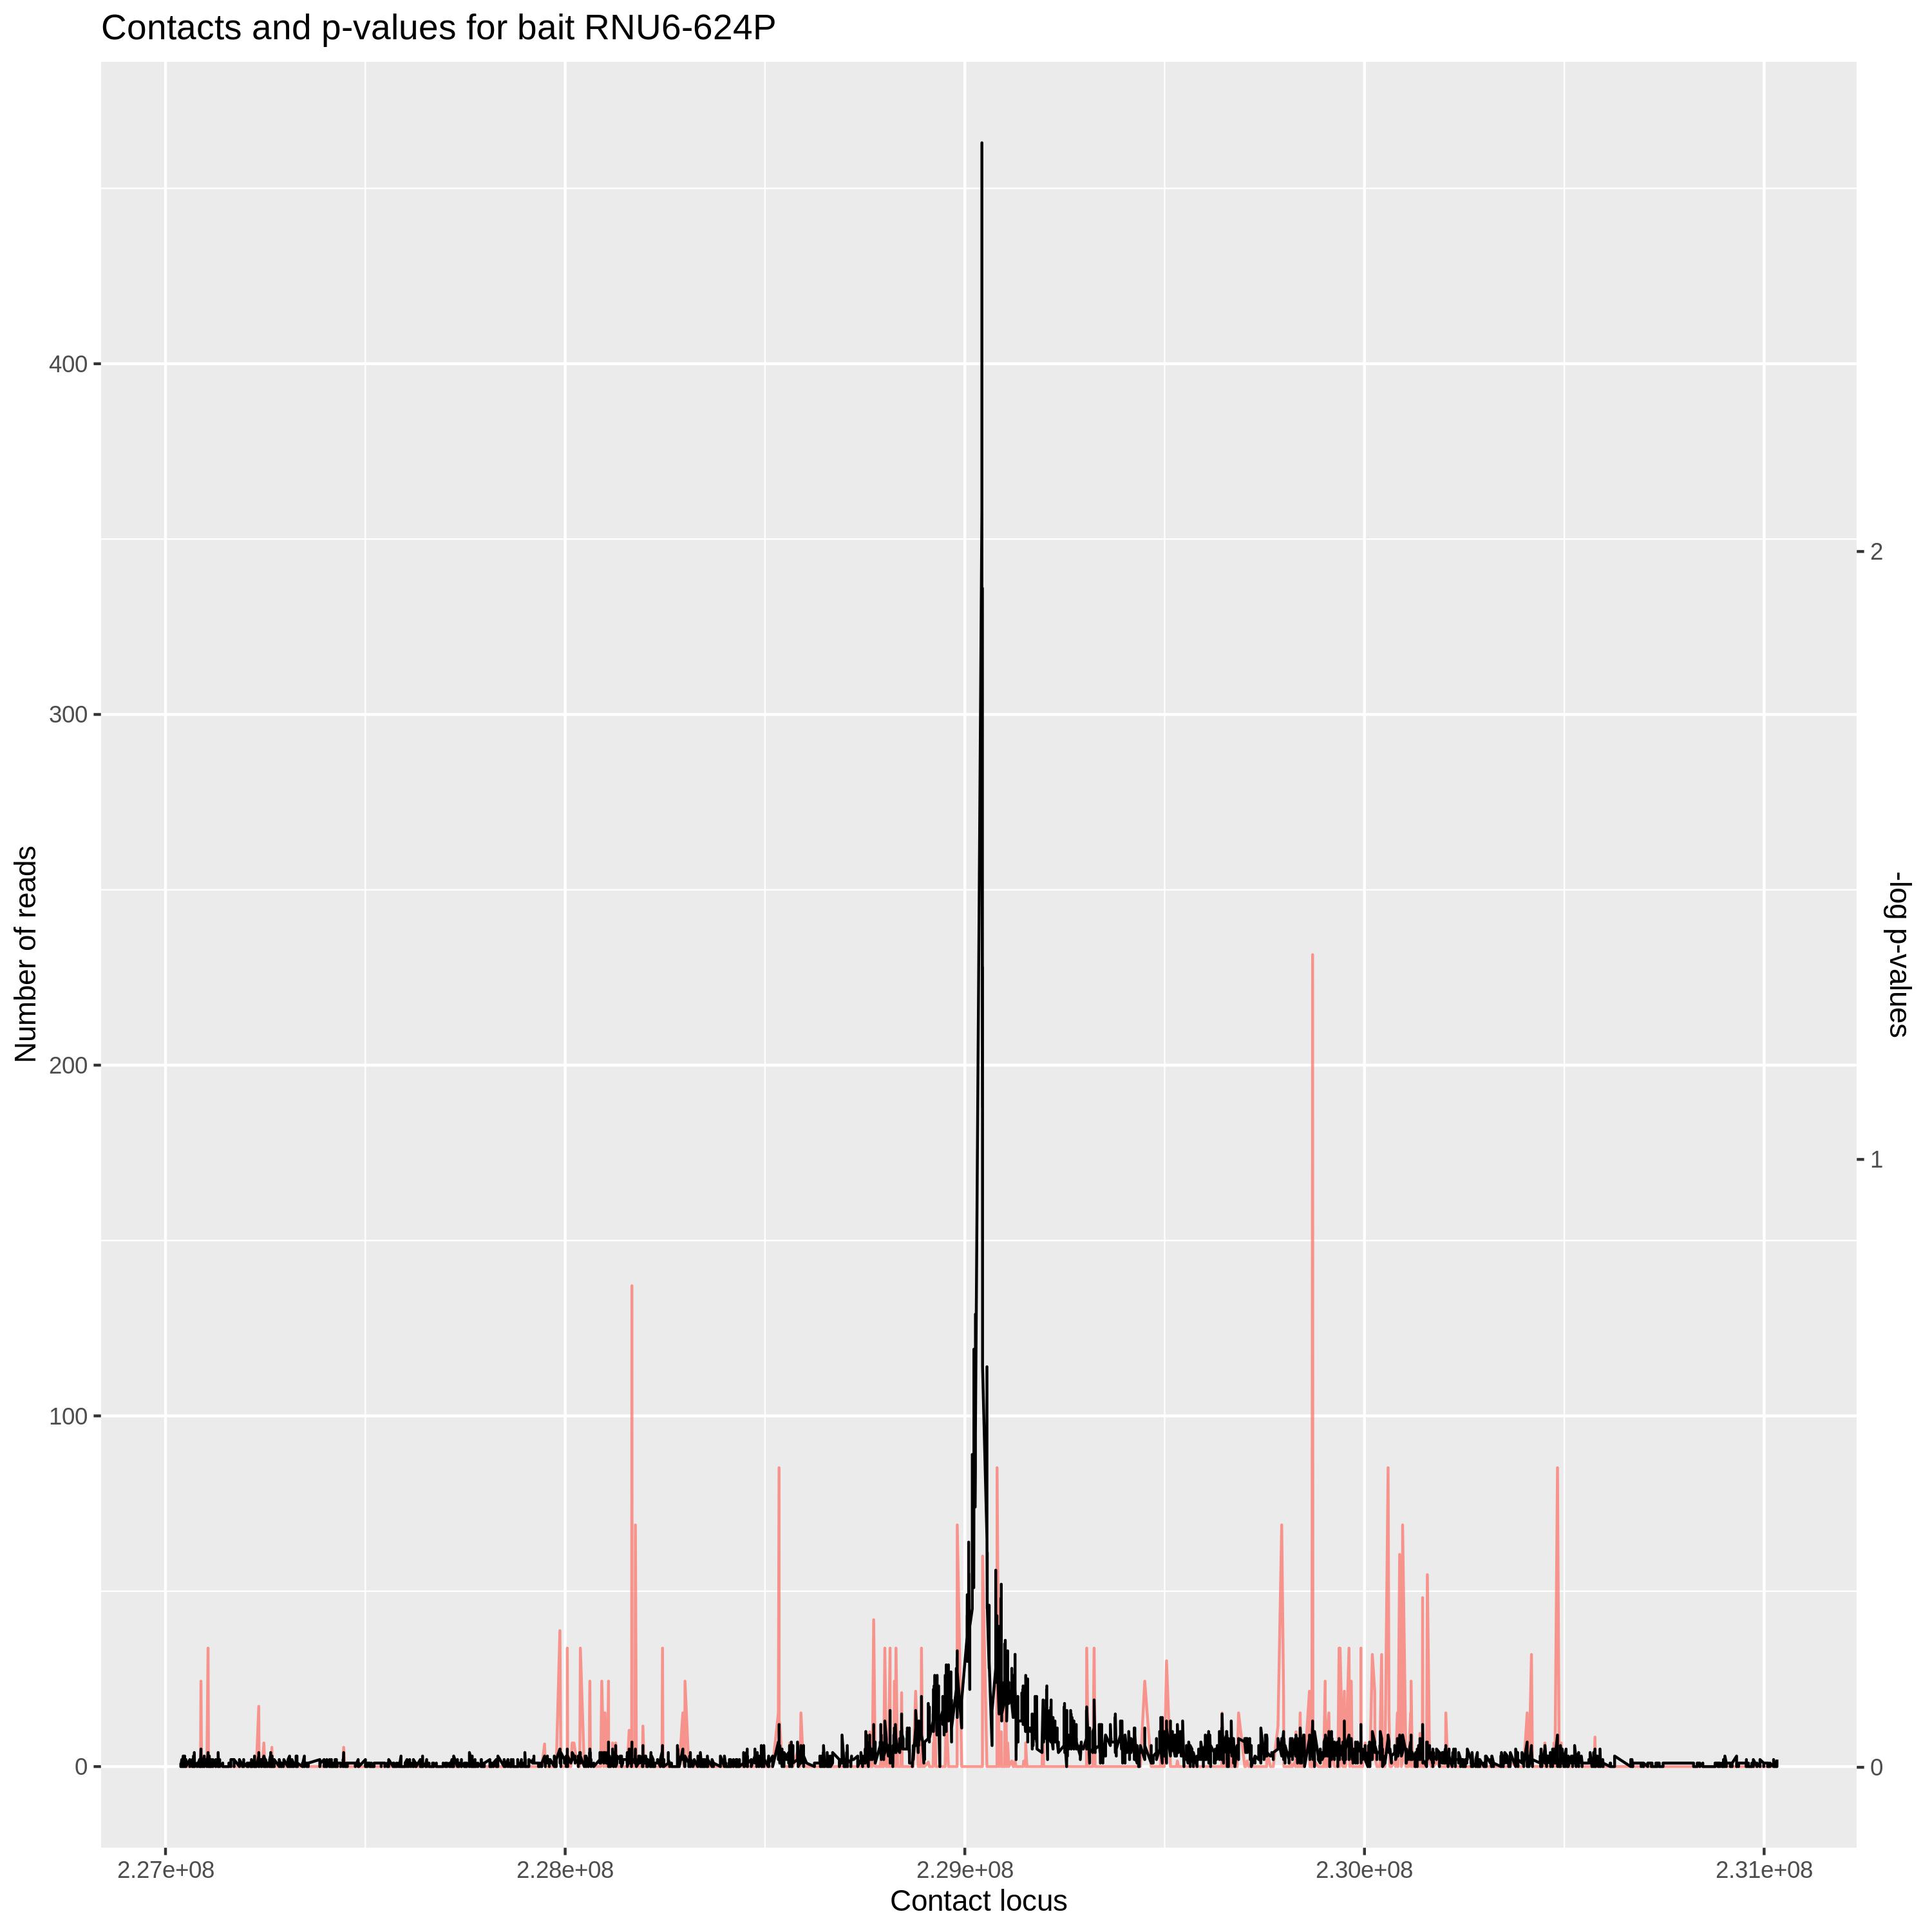 Contacts and p-values for bait RNU6-624P
400
300
200
100
0
Number of reads
2
1
0
-log p-values
2.27e+08
2.28e+08
2.29e+08
2.30e+08
2.31e+08
Contact locus